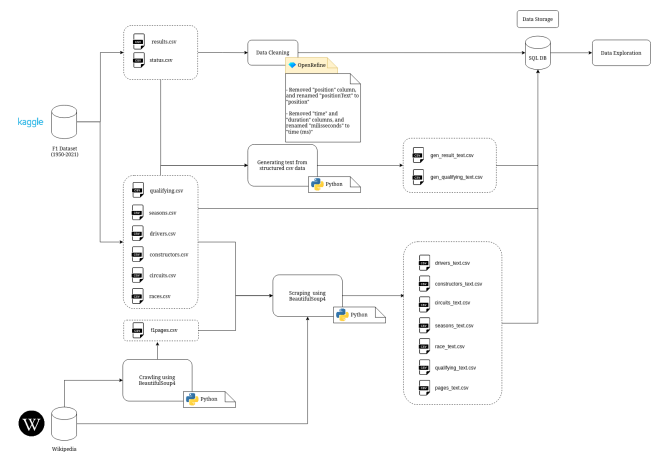 Data Storage
results.csv
status.csv
Data Cleaning
SQL DB
Data Exploration
OpenRefine
- Removed "position" column,
and renamed "positionText" to
"position"
- Removed "time" and
"duration" columns, and
renamed "milisseconds" to
"time (ms)"
kaggle
F1 Dataset
(1950-2021)
Generating text from
structured csv data
Python
gen_result_text.csv
gen_qualifying_text.csv
qualifying.csv
seasons.csv
drivers.csv
constructors.csv
circuits.csv
races.csv
Scraping using
BeautifulSoup4
Python
drivers_text.csv
constructors_text.csv
circuits_text.csv
seasons_text.csv
race_text.csv
qualifying_text.csv
pages_text.csv
f1pages.csv
Crawling using
BeautifulSoup4
Python
W
Wikipedia